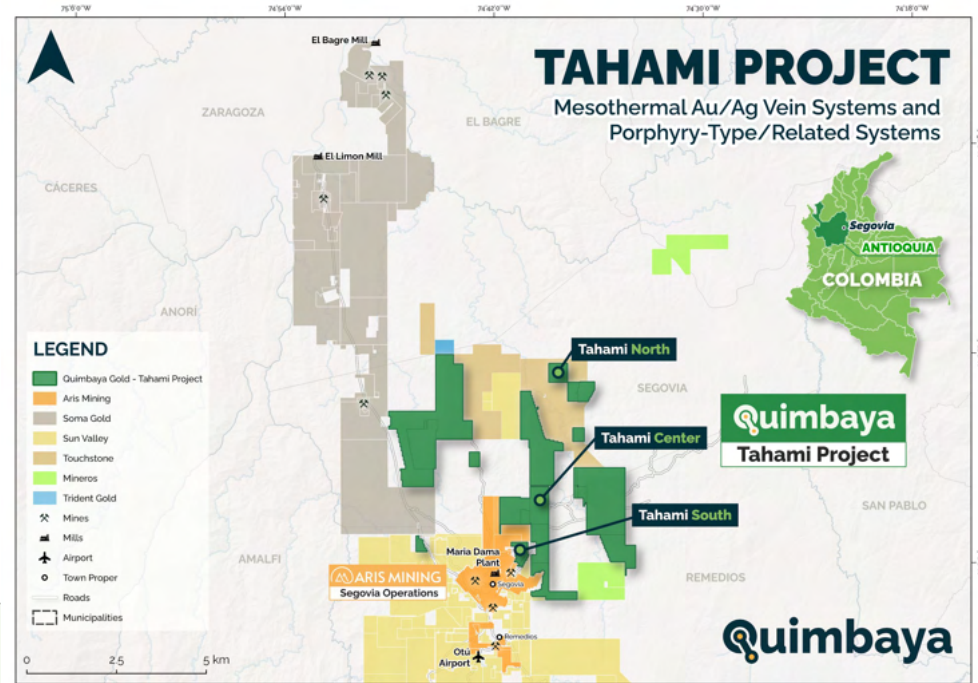 75°6'0"W
74°54'0"W
74°42'0"W
74°30'0"W
74°18'0"W
TAHAMI PROJECT
Mesothermal Au/Ag Vein Systems and
Porphyry-Type/Related Systems
El Bagre Mill
ZARAGOZA
EL BAGRE
El Limon Mill
CÁCERES
Segovia
ANTIOQUIA
COLOMBIA
ANORÍ
LEGEND
Quimbaya Gold - Tahami Project
Aris Mining
Soma Gold
Sun Valley
Touchstone
Mineros
Trident Gold
Mines
Mills
Airport
Town Proper
Roads
Municipalities
Tahami North
SEGOVIA
Quimbaya
Tahami Project
Tahami Center
Tahami South
SAN PABLO
AMALFI
Maria Dama
Plant
ARIS MINING
Segovia Operations
Segovia
REMEDIOS
Remedios
Otú
Airport
Quimbaya
0 2.5 5 km